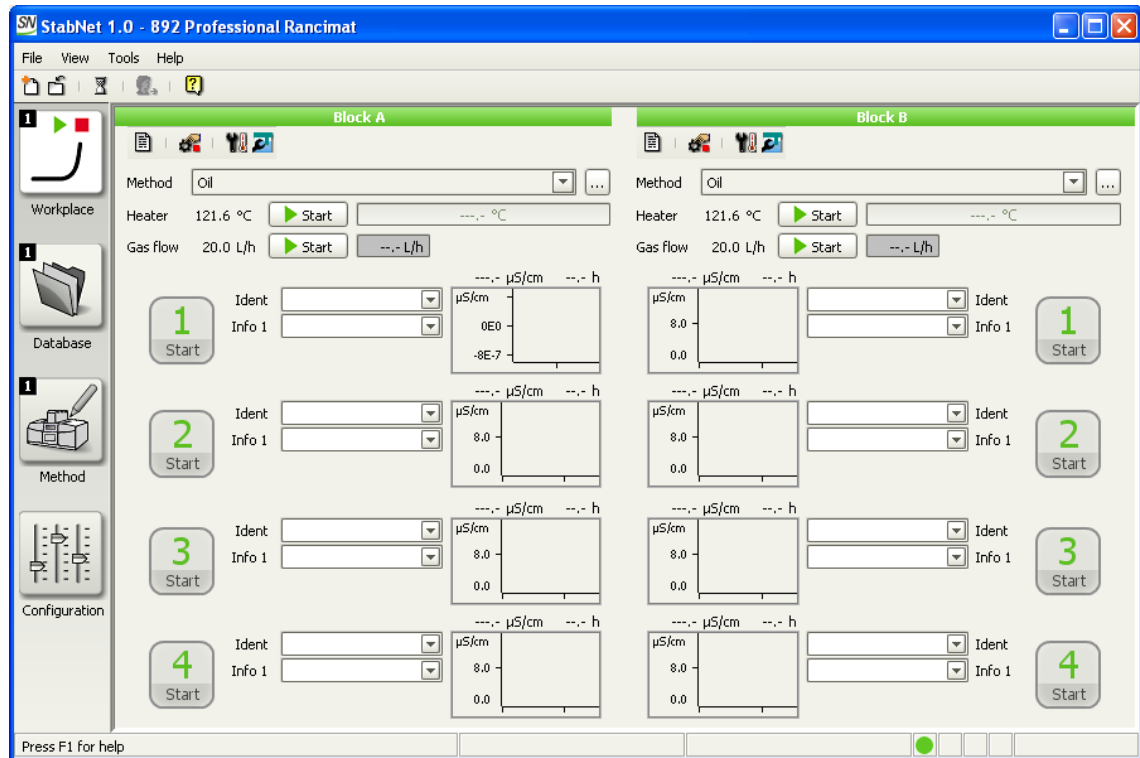 SN StabNet 1.0 - 892 Professional Rancimat
File View Tools Help
?
1
Workplace
1
Database
1
Method
Configuration
Block A
Method Oil ...
Heater 121.6 °C Start ---.- °C
Gas flow 20.0 L/h Start --.- L/h
---.- µS/cm --.- h
1 Start
Ident
Info 1
µS/cm
0E0
-8E-7
---.- µS/cm --.- h
2 Start
Ident
Info 1
µS/cm
8.0
0.0
---.- µS/cm --.- h
3 Start
Ident
Info 1
µS/cm
8.0
0.0
---.- µS/cm --.- h
4 Start
Ident
Info 1
µS/cm
8.0
0.0
Block B
Method Oil ...
Heater 121.6 °C Start ---.- °C
Gas flow 20.0 L/h Start --.- L/h
---.- µS/cm --.- h
µS/cm
8.0
0.0
Ident
Info 1
1 Start
---.- µS/cm --.- h
µS/cm
8.0
0.0
Ident
Info 1
2 Start
---.- µS/cm --.- h
µS/cm
8.0
0.0
Ident
Info 1
3 Start
---.- µS/cm --.- h
µS/cm
8.0
0.0
Ident
Info 1
4 Start
Press F1 for help